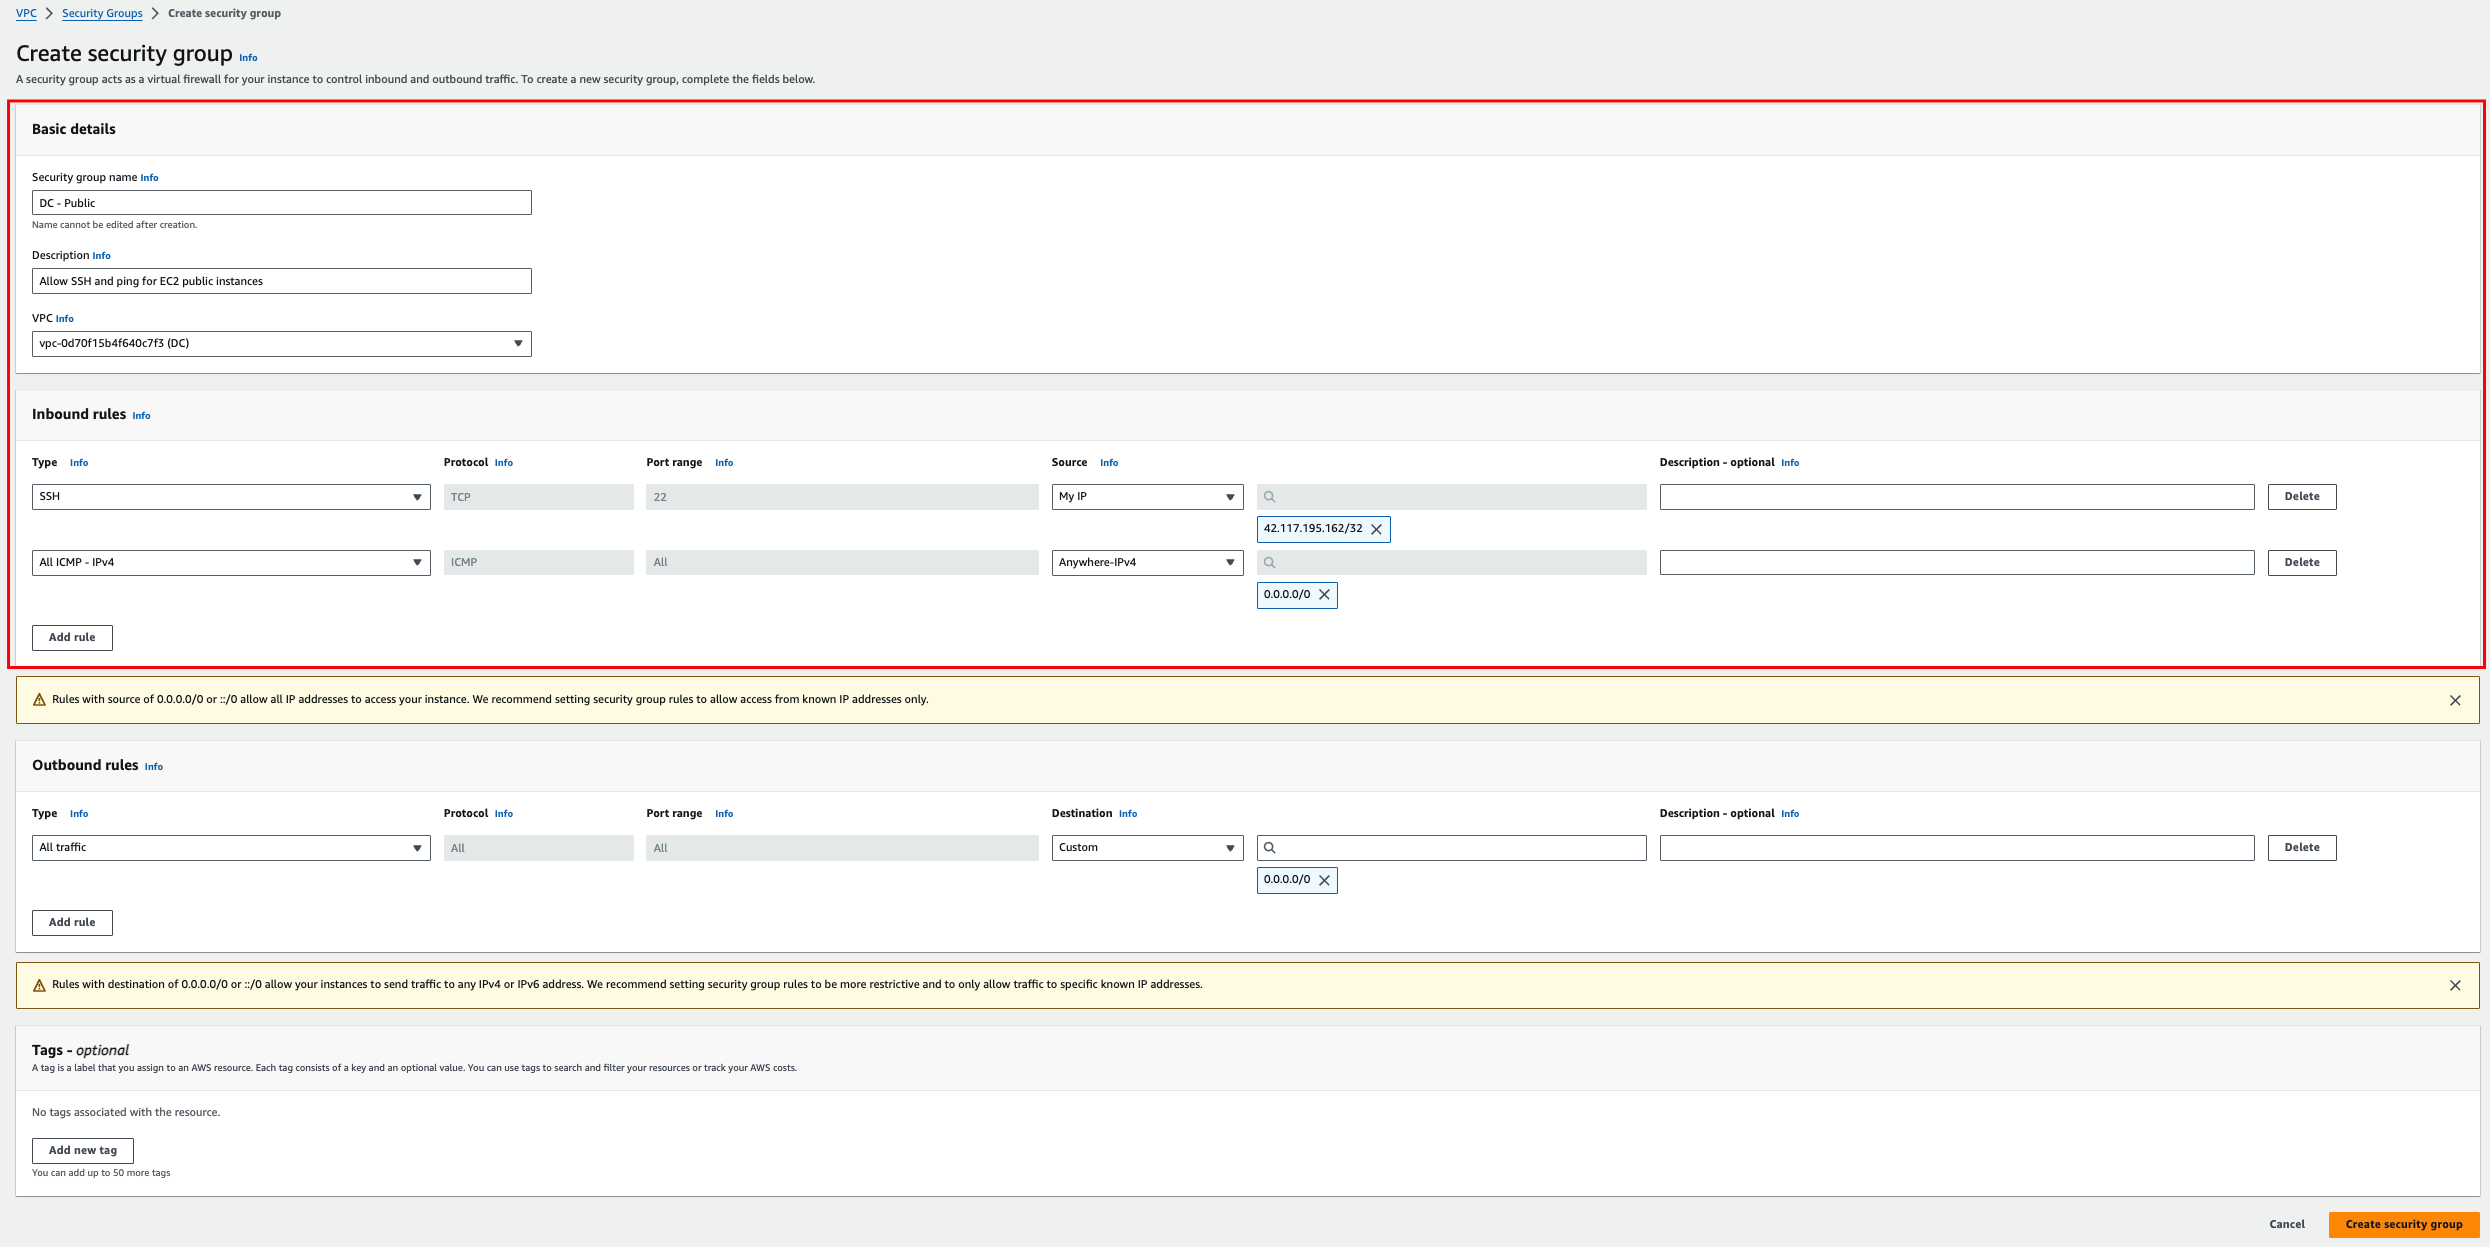 VPC > Security Groups > Create security group
Create security group Info
A security group acts as a virtual firewall for your instance to control inbound and outbound traffic. To create a new security group, complete the fields below.
Basic details
Security group name Info
DC - Public
Name cannot be edited after creation.
Description Info
Allow SSH and ping for EC2 public instances
VPC Info
vpc-0d70f15b4f640c7f3 (DC)
Inbound rules Info
Type Info Protocol Info Port range Info Source Info Description - optional Info
SSH TCP 22 My IP Delete
42.117.195.162/32
All ICMP - IPv4 ICMP All Anywhere-IPv4 Delete
0.0.0.0/0
Add rule
Rules with source of 0.0.0.0/0 or ::/0 allow all IP addresses to access your instance. We recommend setting security group rules to allow access from known IP addresses only.
Outbound rules Info
Type Info Protocol Info Port range Info Destination Info Description - optional Info
All traffic All All Custom Delete
0.0.0.0/0
Add rule
Rules with destination of 0.0.0.0/0 or ::/0 allow your instances to send traffic to any IPv4 or IPv6 address. We recommend setting security group rules to be more restrictive and to only allow traffic to specific known IP addresses.
Tags - optional
A tag is a label that you assign to an AWS resource. Each tag consists of a key and an optional value. You can use tags to search and filter your resources or track your AWS costs.
No tags associated with the resource.
Add new tag
You can add up to 50 more tags
Cancel Create security group